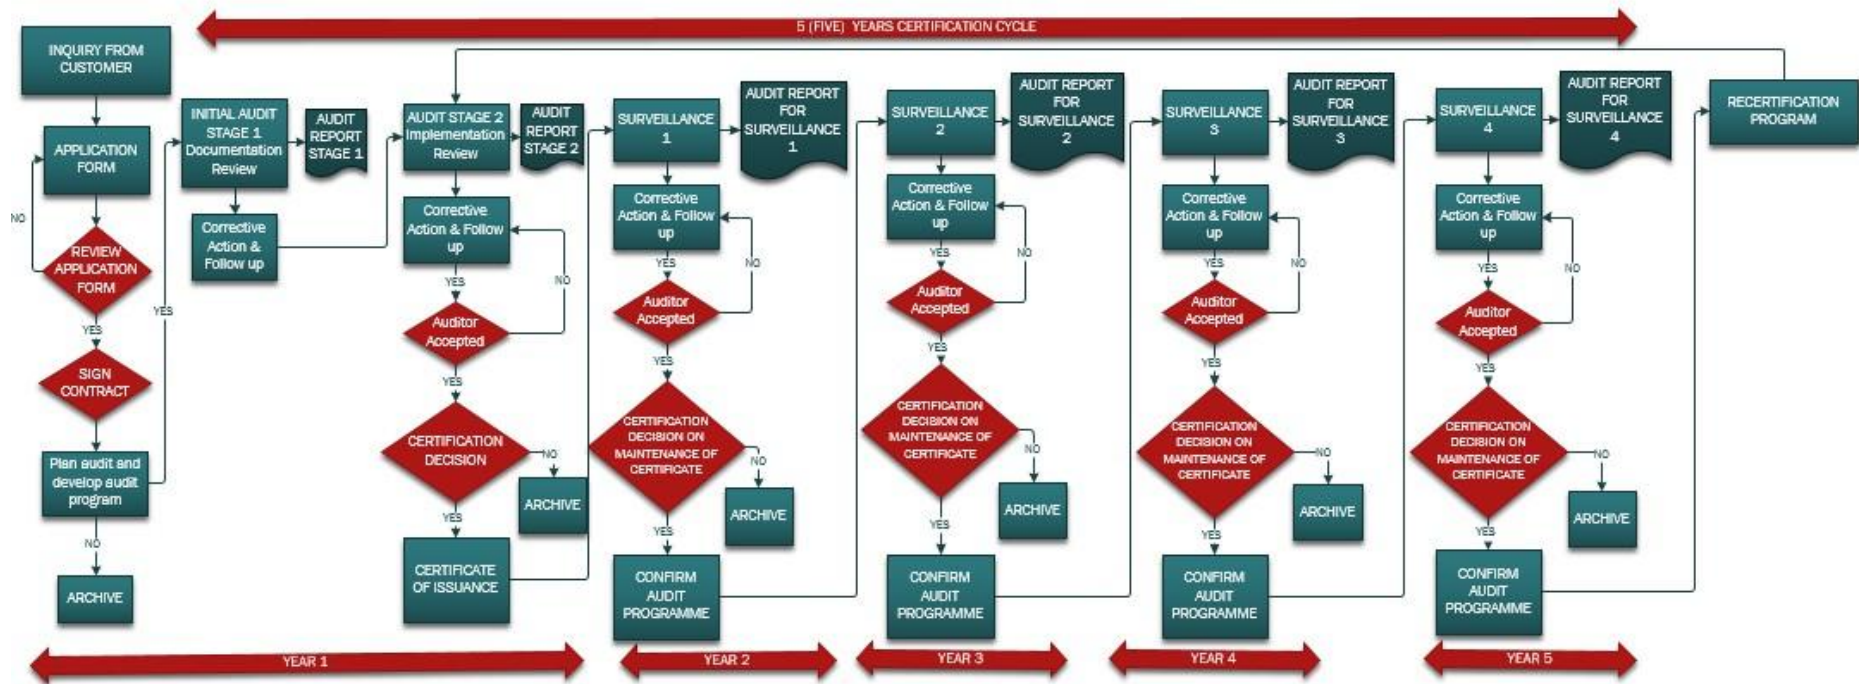 5 (FIVE) YEARS CERTIFICATION CYCLE
INQUIRY FROM
CUSTOMER
APPLICATION
FORM
NO
REVIEW
APPLICATION
FORM
YES
SIGN
CONTRACT
Plan audit and
develop audit
program
NO
ARCHIVE
YES
INITIAL AUDIT
STAGE 1
Documentation
Review
AUDIT
REPORT
STAGE 1
Corrective
Action &
Follow up
AUDIT STAGE 2
Implementation
Review
AUDIT
REPORT
STAGE 2
Corrective
Action & Follow
up
YES
NO
Auditor
Accepted
YES
CERTIFICATION
DECISION
NO
ARCHIVE
YES
CERTIFICATE
OF ISSUANCE
SURVEILLANCE
1
AUDIT REPORT
FOR
SURVEILLANCE
1
Corrective
Action & Follow
up
YES
NO
Auditor
Accepted
YES
CERTIFICATION
DECISION ON
MAINTENANCE OF
CERTIFICATE
NO
ARCHIVE
YES
CONFIRM
AUDIT
PROGRAMME
SURVEILLANCE
2
AUDIT REPORT
FOR
SURVEILLANCE
2
Corrective
Action & Follow
up
YES
NO
Auditor
Accepted
YES
CERTIFICATION
DECISION ON
MAINTENANCE OF
CERTIFICATE
NO
ARCHIVE
YES
CONFIRM
AUDIT
PROGRAMME
SURVEILLANCE
3
AUDIT REPORT
FOR
SURVEILLANCE
3
Corrective
Action & Follow
up
YES
NO
Auditor
Accepted
YES
CERTIFICATION
DECISION ON
MAINTENANCE OF
CERTIFICATE
NO
ARCHIVE
YES
CONFIRM
AUDIT
PROGRAMME
SURVEILLANCE
4
AUDIT REPORT
FOR
SURVEILLANCE
4
Corrective
Action & Follow
up
YES
NO
Auditor
Accepted
YES
CERTIFICATION
DECISION ON
MAINTENANCE OF
CERTIFICATE
NO
ARCHIVE
YES
CONFIRM
AUDIT
PROGRAMME
RECERTIFICATION
PROGRAM
YEAR 1
YEAR 2
YEAR 3
YEAR 4
YEAR 5